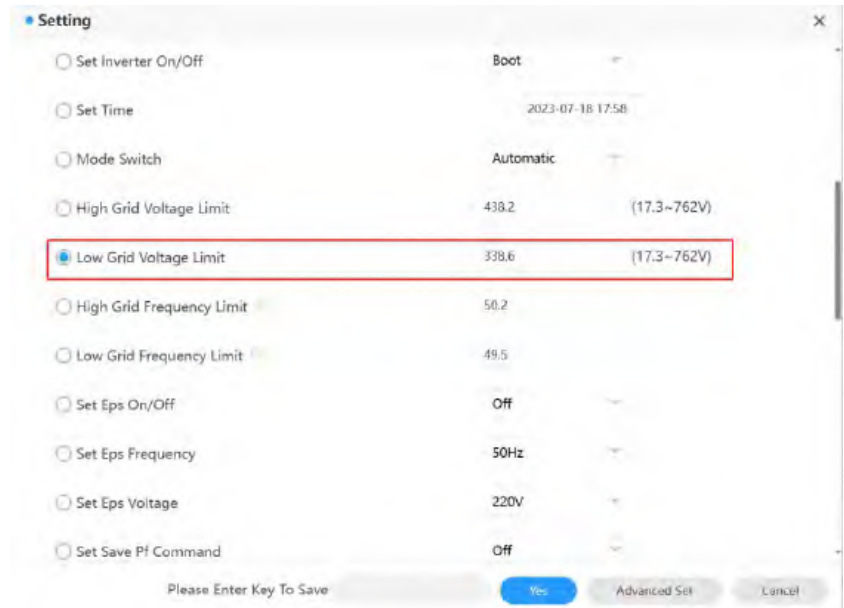 Setting
Set Inverter On/Off Boot
Set Time 2023-07-18 17:58
Mode Switch Automatic
High Grid Voltage Limit 438.2 (17.3~762V)
Low Grid Voltage Limit 338.6 (17.3~762V)
High Grid Frequency Limit 50.2
Low Grid Frequency Limit 49.5
Set Eps On/Off Off
Set Eps Frequency 50Hz
Set Eps Voltage 220V
Set Save Pf Command Off
Please Enter Key To Save Yes Advanced Set Cancel